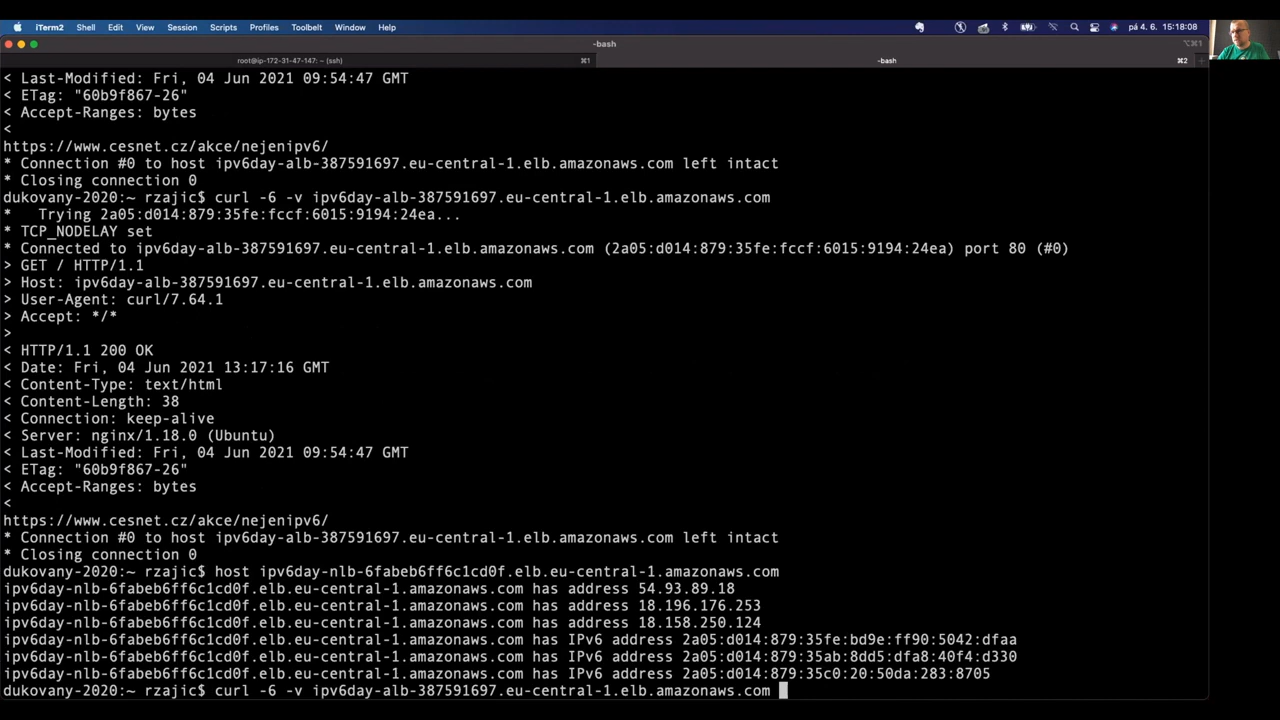 iTerm2 Shell Edit View Session Scripts Profiles Toolbelt Window Help pá 4. 6. 15:18:08
-bash ⌥⌘1
root@ip-172-31-47-147: ~ (ssh) ⌘1 -bash ⌘2
< Last-Modified: Fri, 04 Jun 2021 09:54:47 GMT
< ETag: "60b9f867-26"
< Accept-Ranges: bytes
<
https://www.cesnet.cz/akce/nejenipv6/
* Connection #0 to host ipv6day-alb-387591697.eu-central-1.elb.amazonaws.com left intact
* Closing connection 0
dukovany-2020:~ rzajic$ curl -6 -v ipv6day-alb-387591697.eu-central-1.elb.amazonaws.com
*   Trying 2a05:d014:879:35fe:fccf:6015:9194:24ea...
* TCP_NODELAY set
* Connected to ipv6day-alb-387591697.eu-central-1.elb.amazonaws.com (2a05:d014:879:35fe:fccf:6015:9194:24ea) port 80 (#0)
> GET / HTTP/1.1
> Host: ipv6day-alb-387591697.eu-central-1.elb.amazonaws.com
> User-Agent: curl/7.64.1
> Accept: */*
>
< HTTP/1.1 200 OK
< Date: Fri, 04 Jun 2021 13:17:16 GMT
< Content-Type: text/html
< Content-Length: 38
< Connection: keep-alive
< Server: nginx/1.18.0 (Ubuntu)
< Last-Modified: Fri, 04 Jun 2021 09:54:47 GMT
< ETag: "60b9f867-26"
< Accept-Ranges: bytes
<
https://www.cesnet.cz/akce/nejenipv6/
* Connection #0 to host ipv6day-alb-387591697.eu-central-1.elb.amazonaws.com left intact
* Closing connection 0
dukovany-2020:~ rzajic$ host ipv6day-nlb-6fabeb6ff6c1cd0f.elb.eu-central-1.amazonaws.com
ipv6day-nlb-6fabeb6ff6c1cd0f.elb.eu-central-1.amazonaws.com has address 54.93.89.18
ipv6day-nlb-6fabeb6ff6c1cd0f.elb.eu-central-1.amazonaws.com has address 18.196.176.253
ipv6day-nlb-6fabeb6ff6c1cd0f.elb.eu-central-1.amazonaws.com has address 18.158.250.124
ipv6day-nlb-6fabeb6ff6c1cd0f.elb.eu-central-1.amazonaws.com has IPv6 address 2a05:d014:879:35fe:bd9e:ff90:5042:dfaa
ipv6day-nlb-6fabeb6ff6c1cd0f.elb.eu-central-1.amazonaws.com has IPv6 address 2a05:d014:879:35ab:8dd5:dfa8:40f4:d330
ipv6day-nlb-6fabeb6ff6c1cd0f.elb.eu-central-1.amazonaws.com has IPv6 address 2a05:d014:879:35c0:20:50da:283:8705
dukovany-2020:~ rzajic$ curl -6 -v ipv6day-alb-387591697.eu-central-1.elb.amazonaws.com